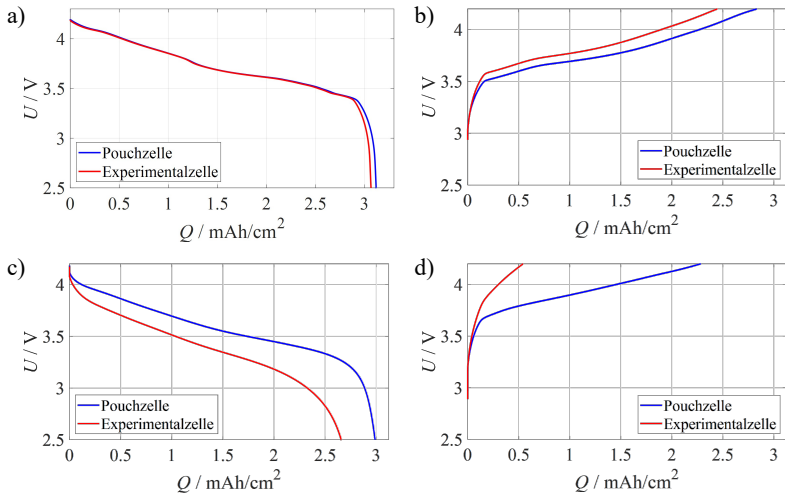 a)
4
3.5
3
2.5
U / V
Pouchzelle
Experimentalzelle
0 0.5 1 1.5 2 2.5 3
Q / mAh/cm²
b)
4
3.5
3
2.5
U / V
Pouchzelle
Experimentalzelle
0 0.5 1 1.5 2 2.5 3
Q / mAh/cm²
c)
4
3.5
3
2.5
U / V
Pouchzelle
Experimentalzelle
0 0.5 1 1.5 2 2.5 3
Q / mAh/cm²
d)
4
3.5
3
2.5
U / V
Pouchzelle
Experimentalzelle
0 0.5 1 1.5 2 2.5 3
Q / mAh/cm²